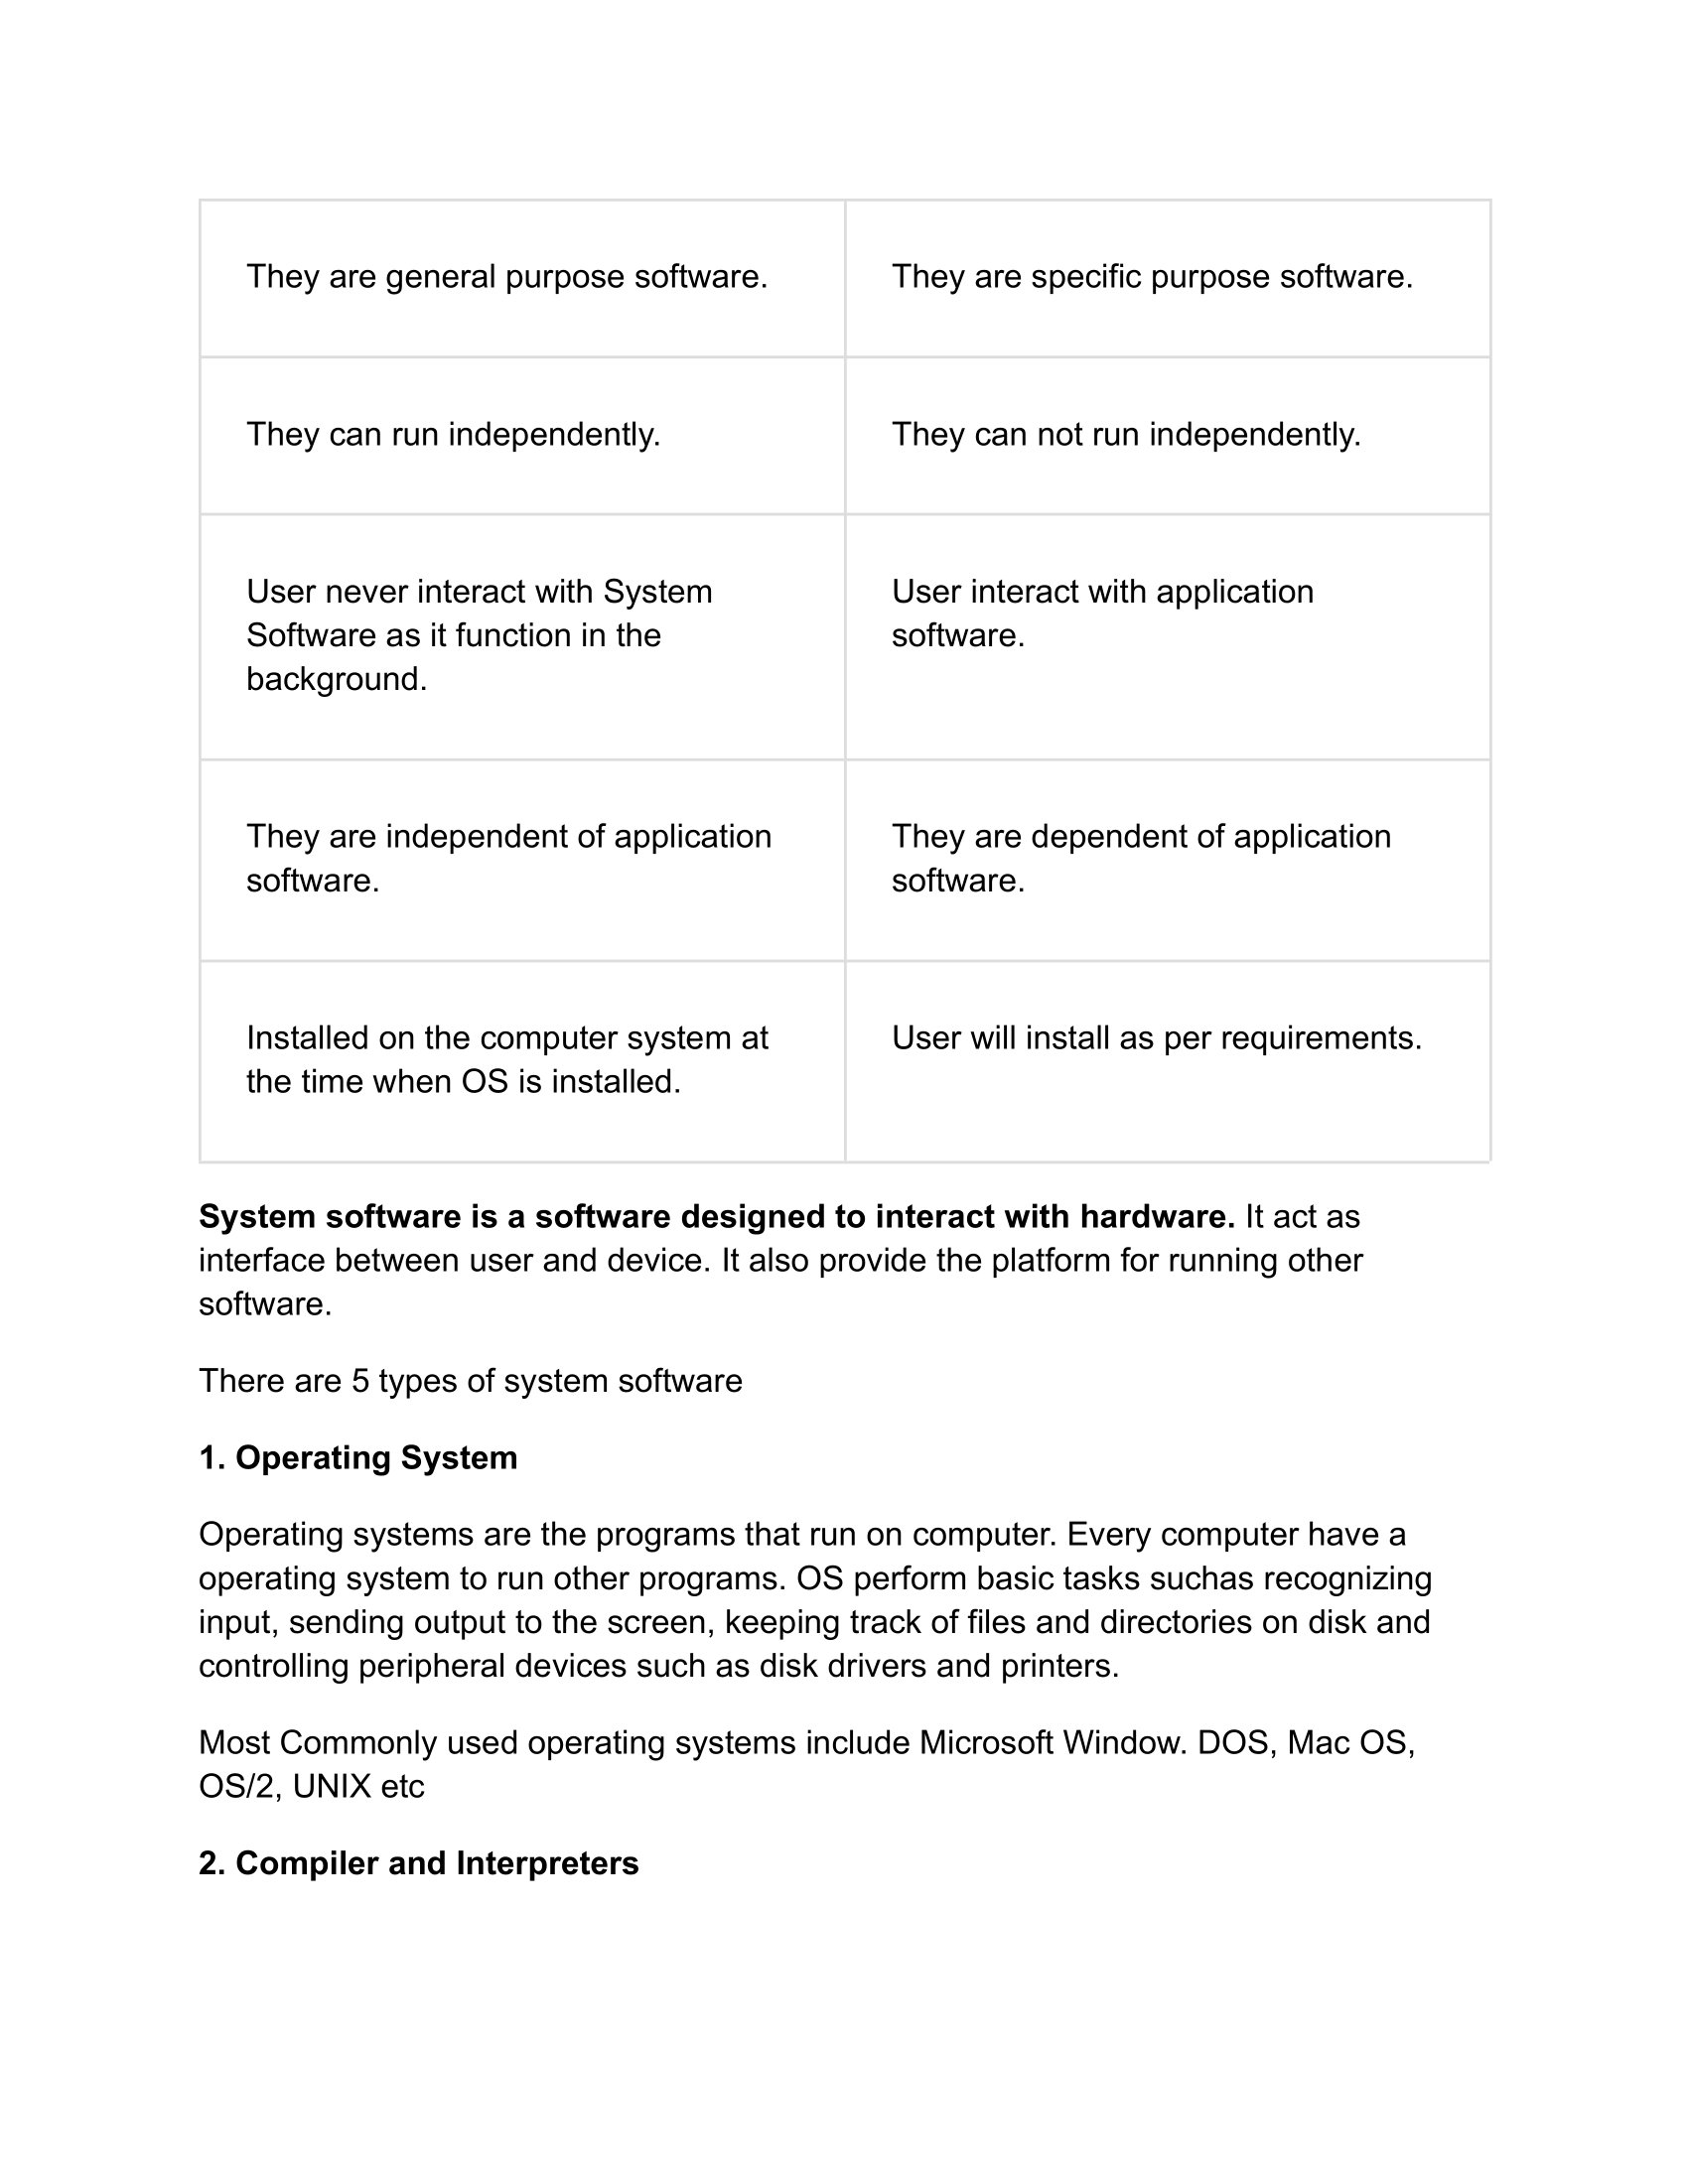 They are general purpose software.
They are specific purpose software.
They can run independently.
They can not run independently.
User never interact with System
Software as it function in the
background.
User interact with application
software.
They are independent of application
software.
They are dependent of application
software.
Installed on the computer system at
the time when OS is installed.
User will install as per requirements.
System software is a software designed to interact with hardware. It act as
interface between user and device. It also provide the platform for running other
software.
There are 5 types of system software
1. Operating System
Operating systems are the programs that run on computer. Every computer have a
operating system to run other programs. OS perform basic tasks suchas recognizing
input, sending output to the screen, keeping track of files and directories on disk and
controlling peripheral devices such as disk drivers and printers.
Most Commonly used operating systems include Microsoft Window. DOS, Mac OS,
OS/2, UNIX etc
2. Compiler and Interpreters